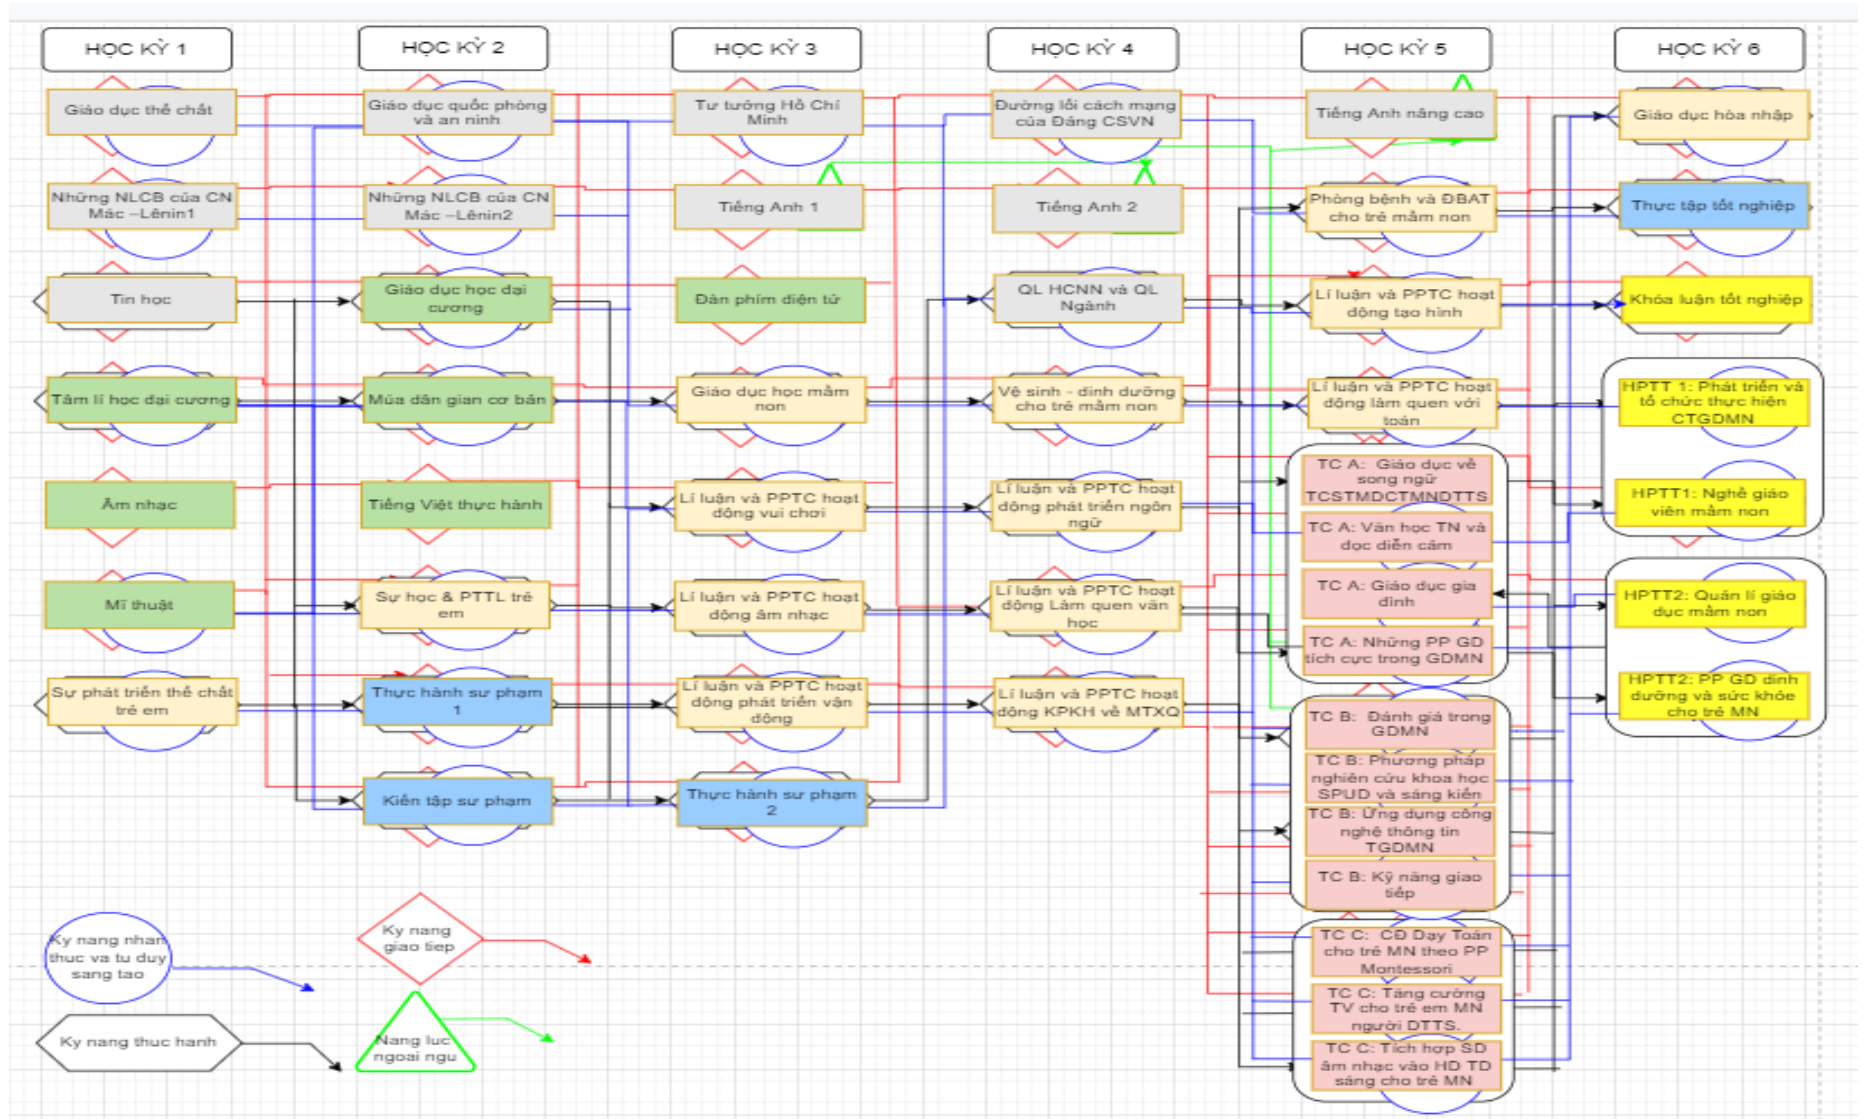 HỌC KỲ 1
HỌC KỲ 2
HỌC KỲ 3
HỌC KỲ 4
HỌC KỲ 5
HỌC KỲ 6
Giáo dục thể chất
Những NLCB của CN
Mác –Lênin1
Tin học
Tâm lí học đại cương
Âm nhạc
Mĩ thuật
Sự phát triển thể chất
trẻ em
Giáo dục quốc phòng
và an ninh
Những NLCB của CN
Mác –Lênin2
Giáo dục học đại
cương
Múa dân gian cơ bản
Tiếng Việt thực hành
Sự học & PTTL trẻ
em
Thực hành sư phạm
1
Kiến tập sư phạm
Tư tưởng Hồ Chí
Minh
Tiếng Anh 1
Đàn phím điện tử
Giáo dục học mầm
non
Lí luận và PPTC hoạt
động vui chơi
Lí luận và PPTC hoạt
động âm nhạc
Lí luận và PPTC hoạt
động phát triển vận
động
Thực hành sư phạm
2
Đường lối cách mạng
của Đảng CSVN
Tiếng Anh 2
QL HCNN và QL
Ngành
Vệ sinh - dinh dưỡng
cho trẻ mầm non
Lí luận và PPTC hoạt
động phát triển ngôn
ngữ
Lí luận và PPTC hoạt
động Làm quen văn
học
Lí luận và PPTC hoạt
động KPKH về MTXQ
Tiếng Anh nâng cao
Phòng bệnh và ĐBAT
cho trẻ mầm non
Lí luận và PPTC hoạt
động tạo hình
Lí luận và PPTC hoạt
động làm quen với
toán
TC A: Giáo dục về
song ngữ
TCSTMDCTMNDTTS
TC A: Văn học TN và
đọc diễn cảm
TC A: Giáo dục gia
đình
TC A: Những PP GD
tích cực trong GDMN
TC B: Đánh giá trong
GDMN
TC B: Phương pháp
nghiên cứu khoa học
SPUD và sáng kiến
TC B: Ứng dụng công
nghệ thông tin
TGDMN
TC B: Kỹ năng giao
tiếp
TC C: CĐ Dạy Toán
cho trẻ MN theo PP
Montessori
TC C: Tăng cường
TV cho trẻ em MN
người DTTS.
TC C: Tích hợp SD
âm nhạc vào HD TD
sáng cho trẻ MN
Giáo dục hòa nhập
Thực tập tốt nghiệp
Khóa luận tốt nghiệp
HPTT 1: Phát triển và
tổ chức thực hiện
CTGDMN
HPTT1: Nghề giáo
viên mầm non
HPTT2: Quản lí giáo
dục mầm non
HPTT2: PP GD dinh
dưỡng và sức khỏe
cho trẻ MN
Ky nang nhan
thuc va tu duy
sang tao
Ky nang
giao tiep
Ky nang thuc hanh
Nang luc
ngoai ngu